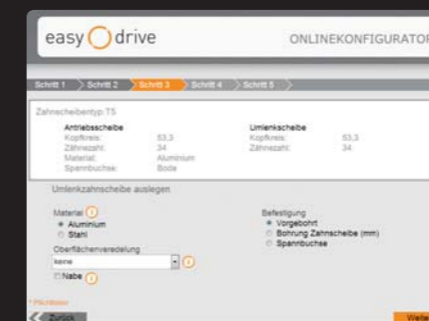 easy drive
ONLINEKONFIGURATOR
Schritt 1 Schritt 2 Schritt 3 Schritt 4 Schritt 5
Zahnscheibentyp: T5
Antriebsscheibe Umlenkscheibe
Kopfkreis: 53,3 Kopfkreis: 53,3
Zähnezahl: 34 Zähnezahl: 34
Material: Aluminium
Spannbuchse: Bode
Umlenkzahnscheibe auslegen
Material Befestigung
Aluminium Vorgebohrt
Stahl Bohrung Zahnscheibe (mm)
Oberflächenveredelung Spannbuchse
keine
Nabe
* Pflichtfelder
Zurück Weite